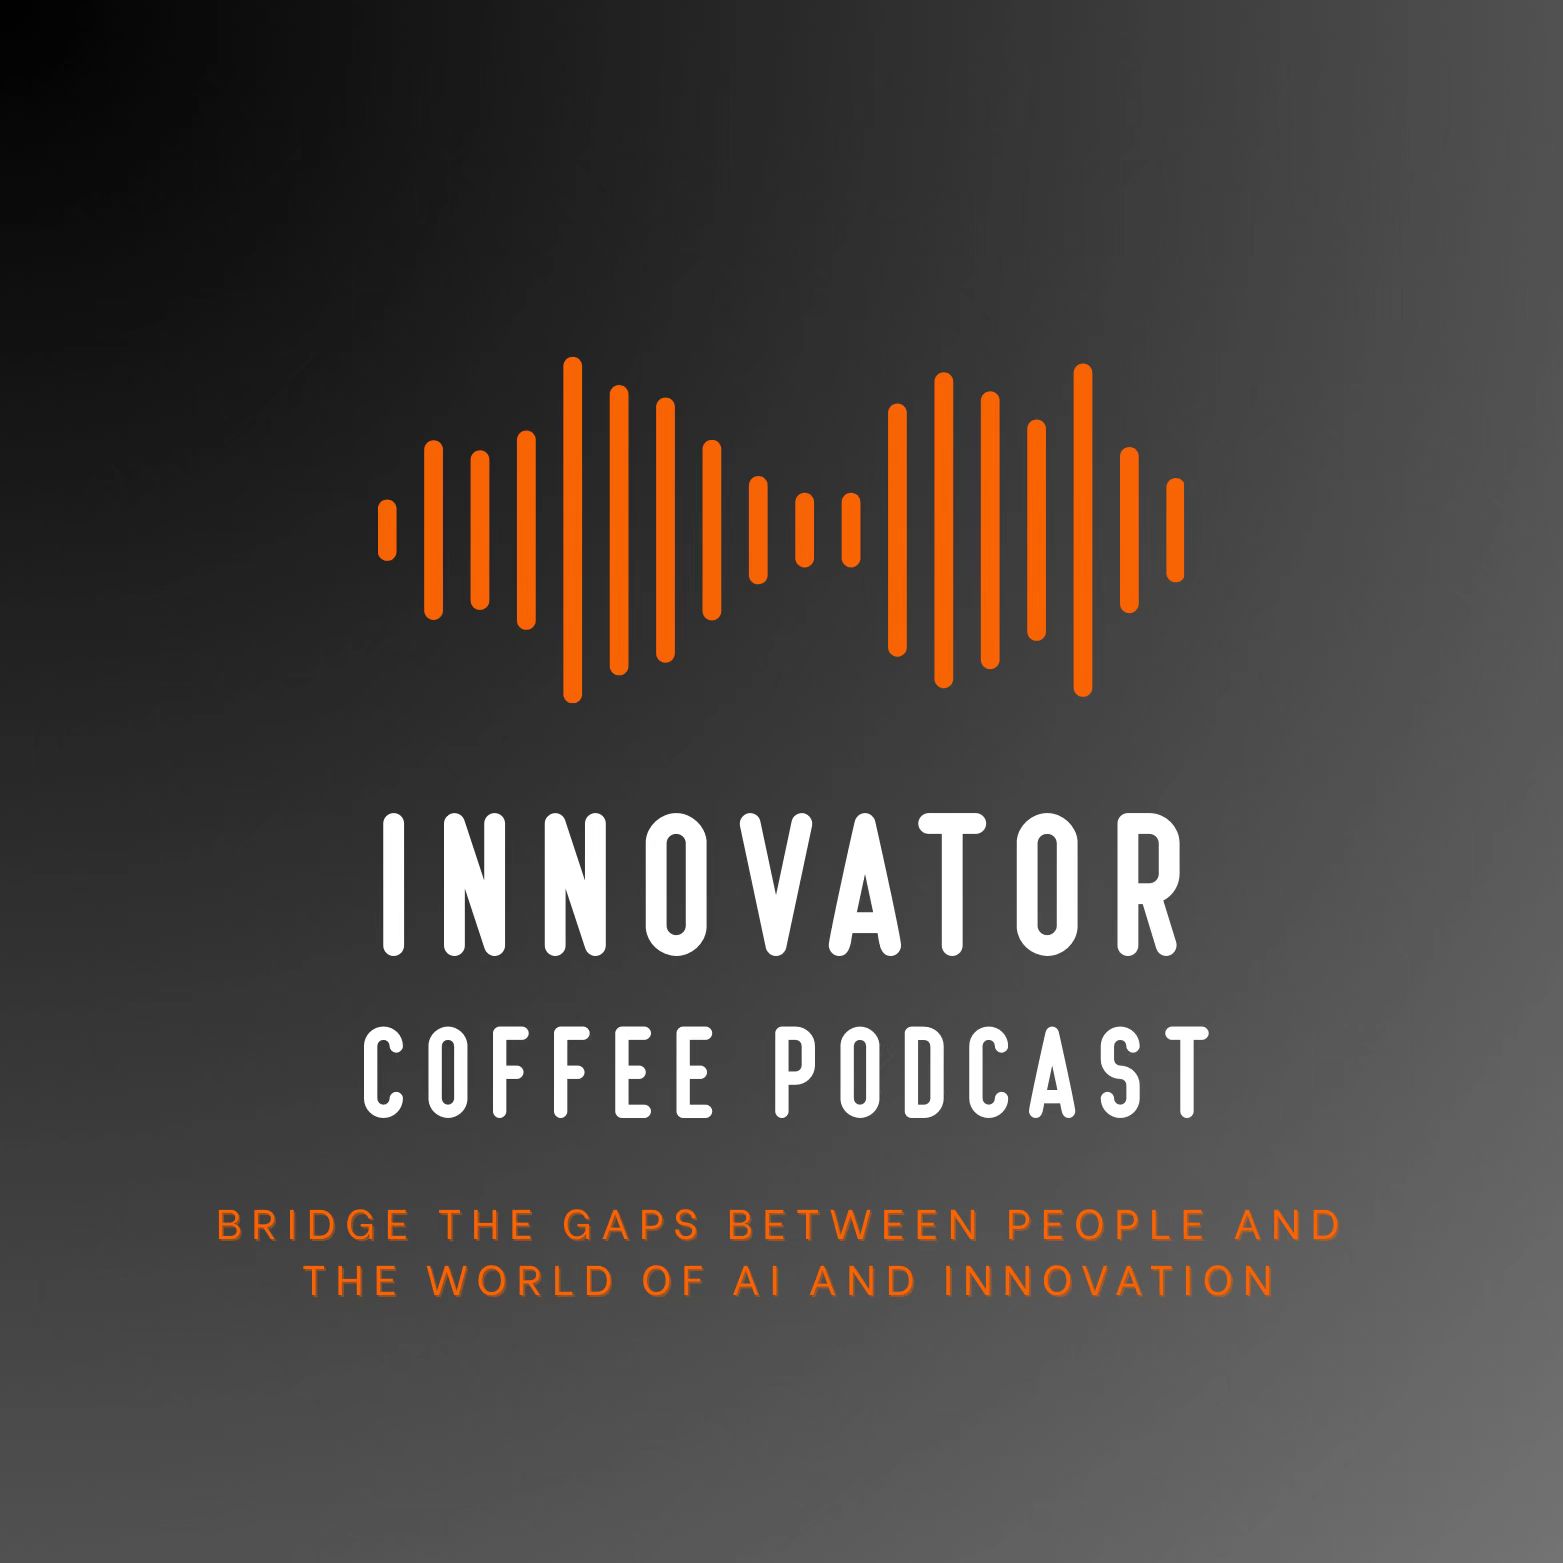 INNOVATOR
COFFEE PODCAST
BRIDGE THE GAPS BETWEEN PEOPLE AND
THE WORLD OF AI AND INNOVATION